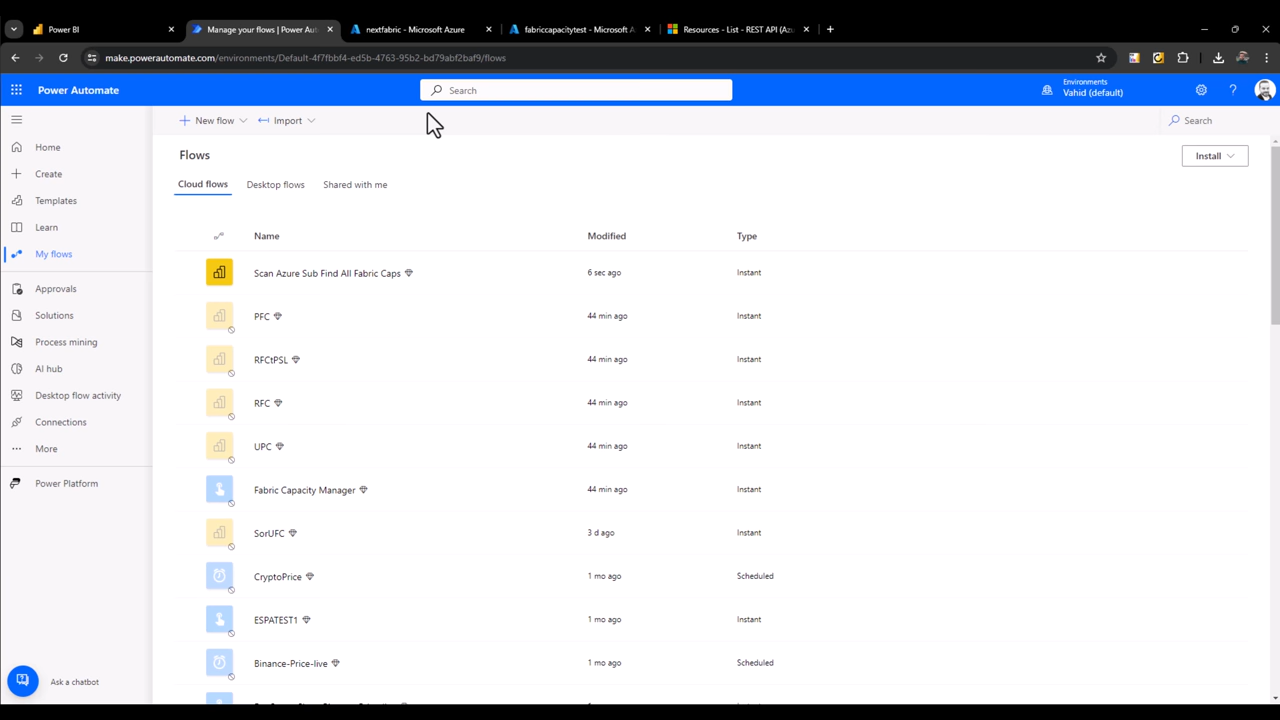 Power BI
Manage your flows | Power Aut
nextfabric - Microsoft Azure
fabriccapacitytest - Microsoft A
Resources - List - REST API (Az
make.powerautomate.com/environments/Default-4f7fbbf4-ed5b-4763-95b2-bd79abf2baf9/flows
Power Automate
Search
Environments
Vahid (default)
New flow
Import
Search
Home
Create
Templates
Learn
My flows
Approvals
Solutions
Process mining
AI hub
Desktop flow activity
Connections
More
Power Platform
Ask a chatbot
Flows
Install
Cloud flows
Desktop flows
Shared with me
Name Modified Type
Scan Azure Sub Find All Fabric Caps 6 sec ago Instant
PFC 44 min ago Instant
RFCtPSL 44 min ago Instant
RFC 44 min ago Instant
UPC 44 min ago Instant
Fabric Capacity Manager 44 min ago Instant
SorUFC 3 d ago Instant
CryptoPrice 1 mo ago Scheduled
ESPATEST1 1 mo ago Instant
Binance-Price-live 1 mo ago Scheduled